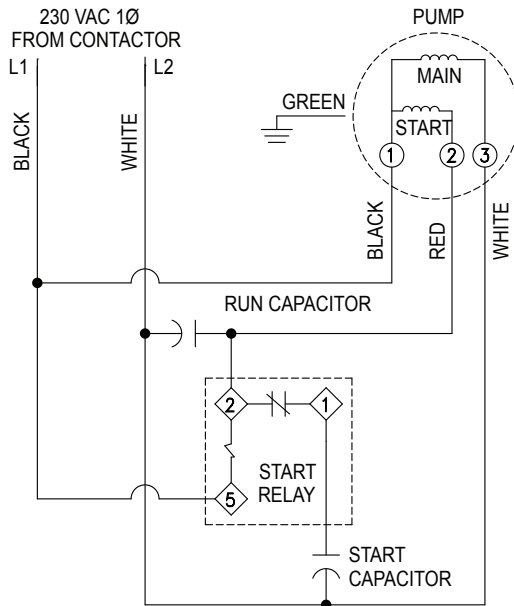 230 VAC 1Ø
FROM CONTACTOR
L1
L2
BLACK
WHITE
PUMP
MAIN
START
GREEN
1
2
3
BLACK
RED
WHITE
RUN CAPACITOR
2
1
START
RELAY
5
START
CAPACITOR